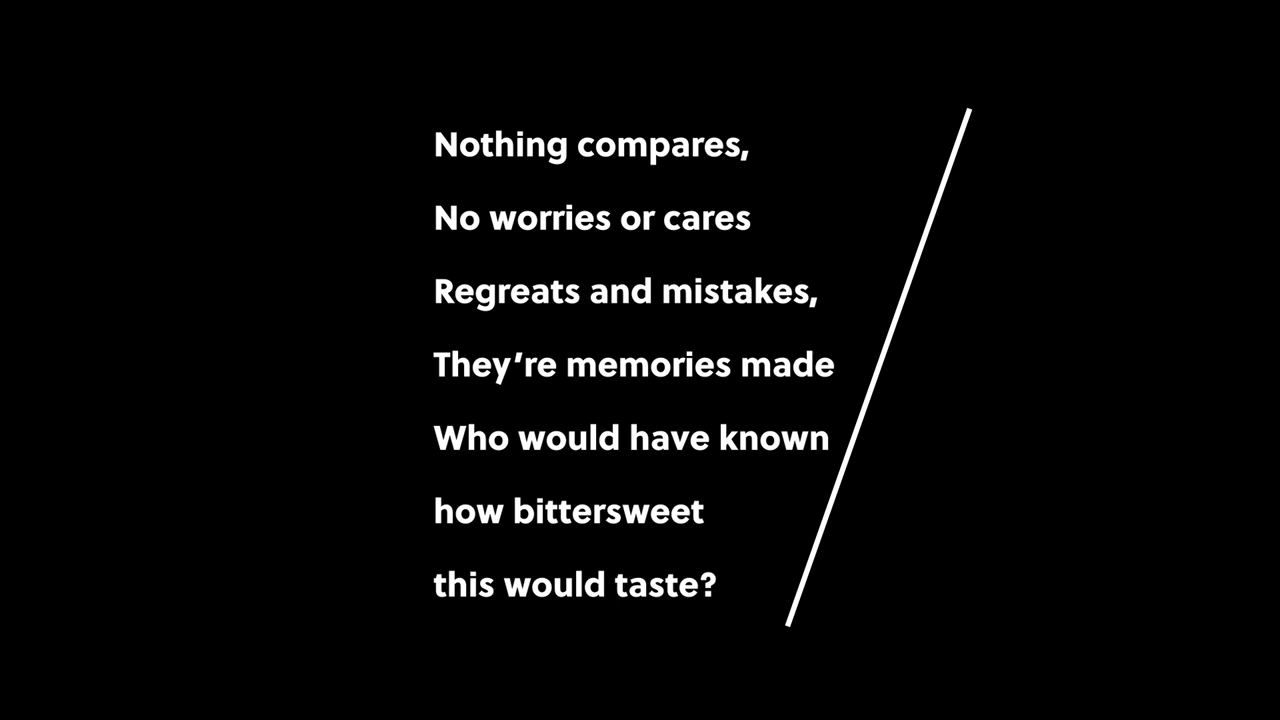 Nothing compares,
No worries or cares
Regreats and mistakes,
They’re memories made
Who would have known
how bittersweet
this would taste?